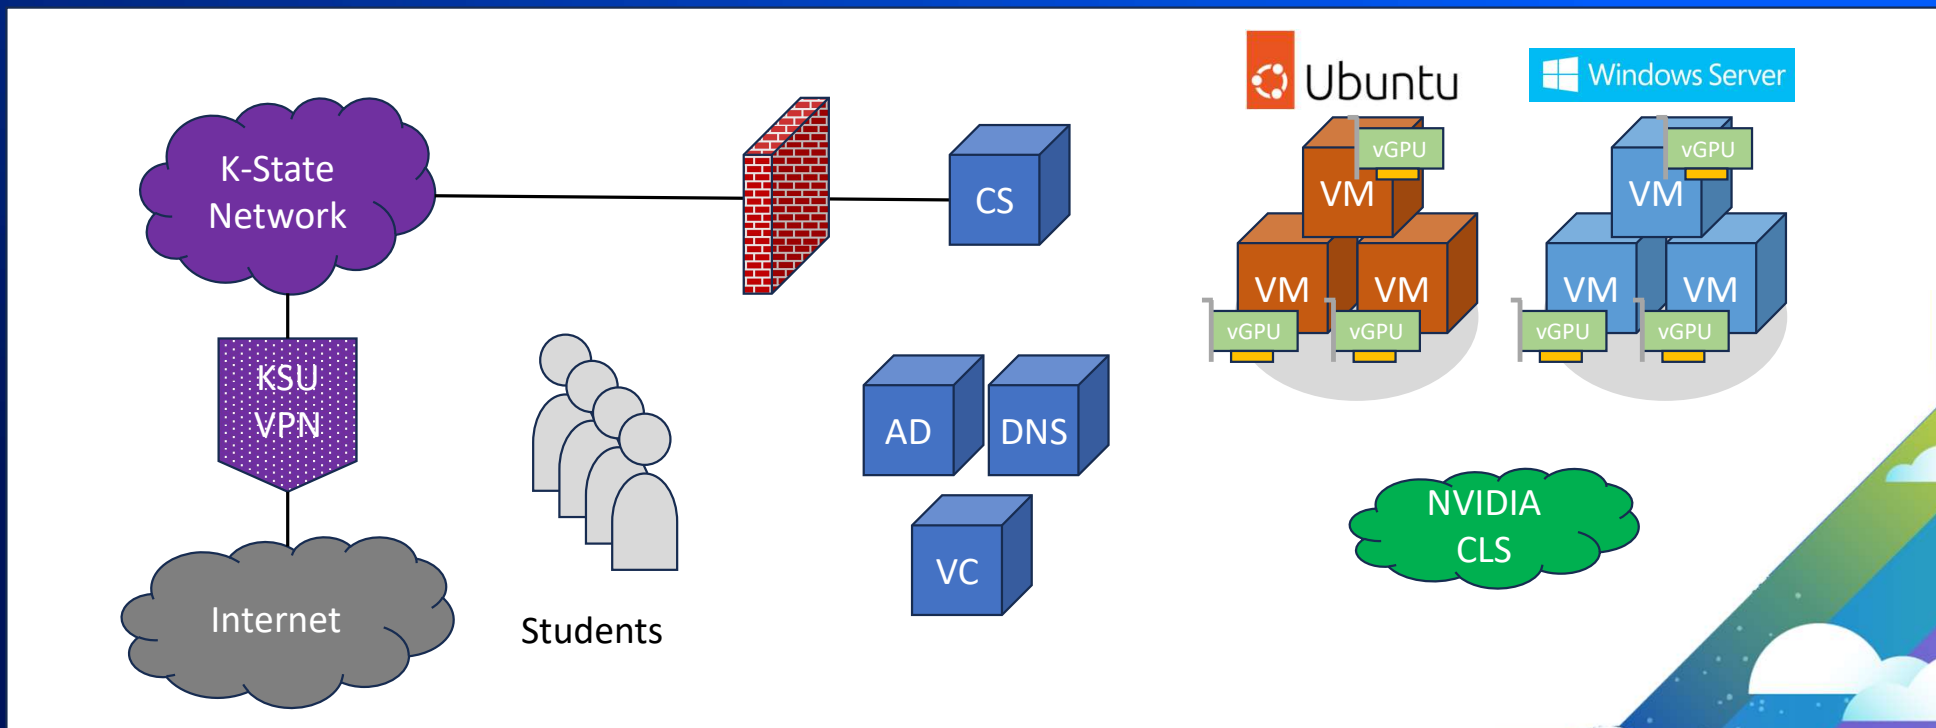 K-State
Network
KSU
VPN
Internet
Students
CS
AD
DNS
VC
Ubuntu
vGPU
VM
VM
VM
vGPU
vGPU
Windows Server
vGPU
VM
VM
VM
vGPU
vGPU
NVIDIA
CLS